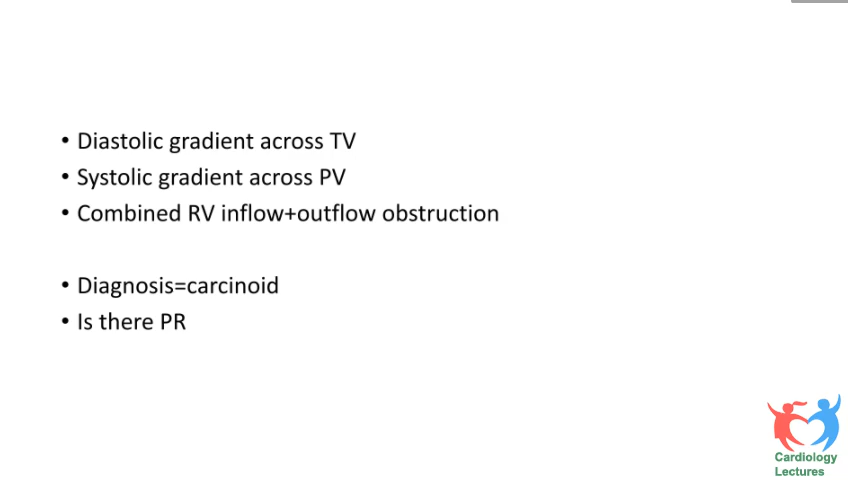 • Diastolic gradient across TV
• Systolic gradient across PV
• Combined RV inflow+outflow obstruction
• Diagnosis=carcinoid
• Is there PR
Cardiology
Lectures